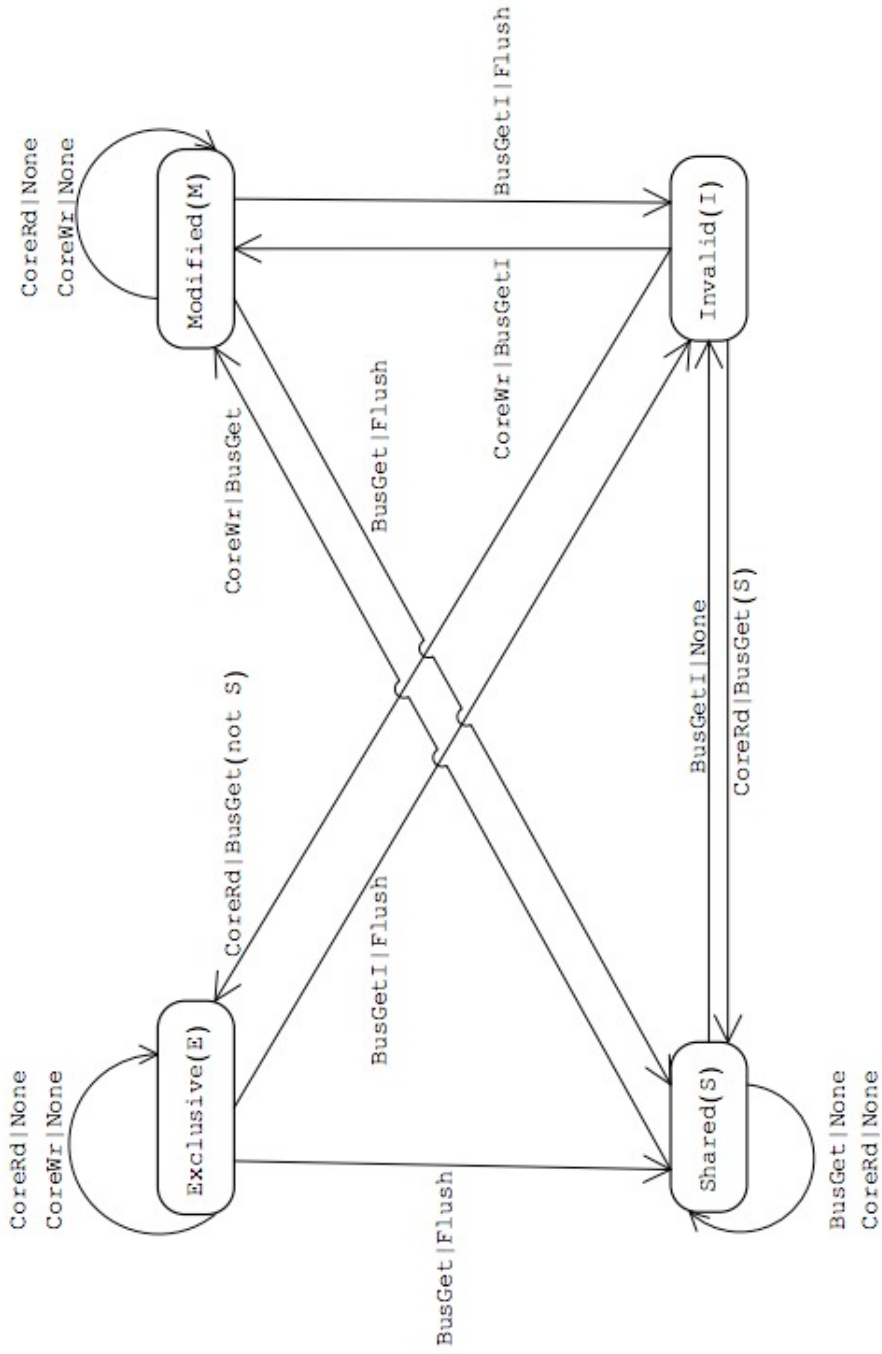 CoreRd|None
CoreWr|None
Exclusive(E)
BusGet|Flush
CoreRd|BusGet(not S)
BusGetI|Flush
CoreRd|None
CoreWr|None
Modified(M)
CoreWr|BusGet
BusGet|Flush
BusGetI|Flush
CoreWr|BusGetI
Invalid(I)
BusGetI|None
CoreRd|BusGet(S)
Shared(S)
BusGet|None
CoreRd|None